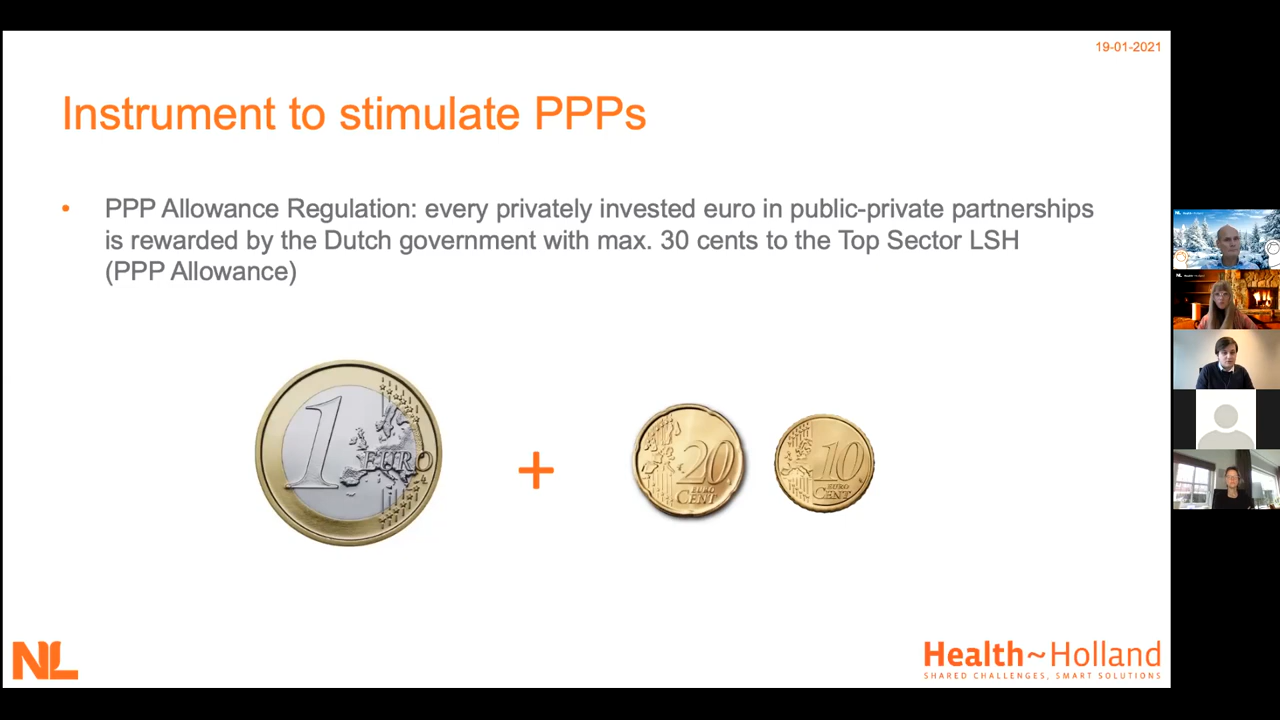 19-01-2021
Instrument to stimulate PPPs
• PPP Allowance Regulation: every privately invested euro in public-private partnerships
is rewarded by the Dutch government with max. 30 cents to the Top Sector LSH
(PPP Allowance)
1 EURO
+
20 EURO CENT
10 EURO CENT
NL
Health~Holland
SHARED CHALLENGES, SMART SOLUTIONS